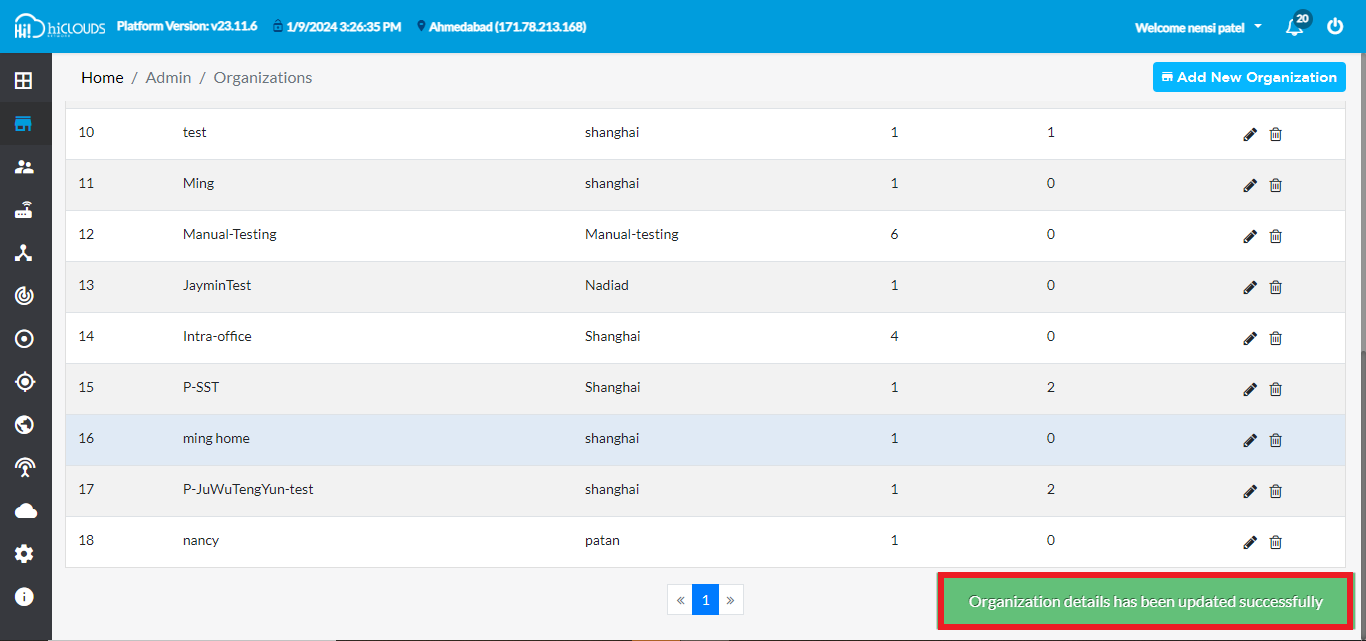 hiCLOUDS
NETWORK
Platform Version: v23.11.6 1/9/2024 3:26:35 PM Ahmedabad (171.78.213.168) Welcome nensi patel 20
Home / Admin / Organizations Add New Organization
10 test shanghai 1 1
11 Ming shanghai 1 0
12 Manual-Testing Manual-testing 6 0
13 JayminTest Nadiad 1 0
14 Intra-office Shanghai 4 0
15 P-SST Shanghai 1 2
16 ming home shanghai 1 0
17 P-JuWuTengYun-test shanghai 1 2
18 nancy patan 1 0
« 1 »
Organization details has been updated successfully